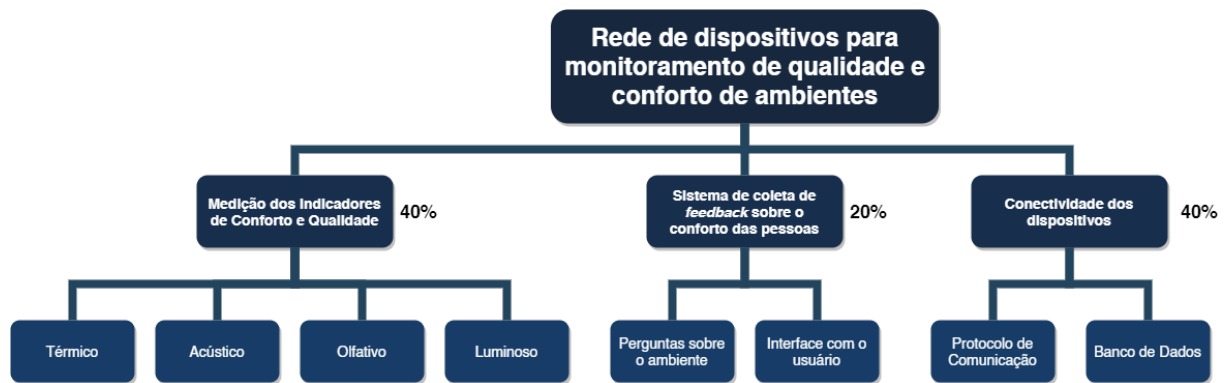 Rede de dispositivos para
monitoramento de qualidade e
conforto de ambientes
Medição dos Indicadores
de Conforto e Qualidade
40%
Sistema de coleta de
feedback sobre o
conforto das pessoas
20%
Conectividade dos
dispositivos
40%
Térmico
Acústico
Olfativo
Luminoso
Perguntas sobre
o ambiente
Interface com o
usuário
Protocolo de
Comunicação
Banco de Dados